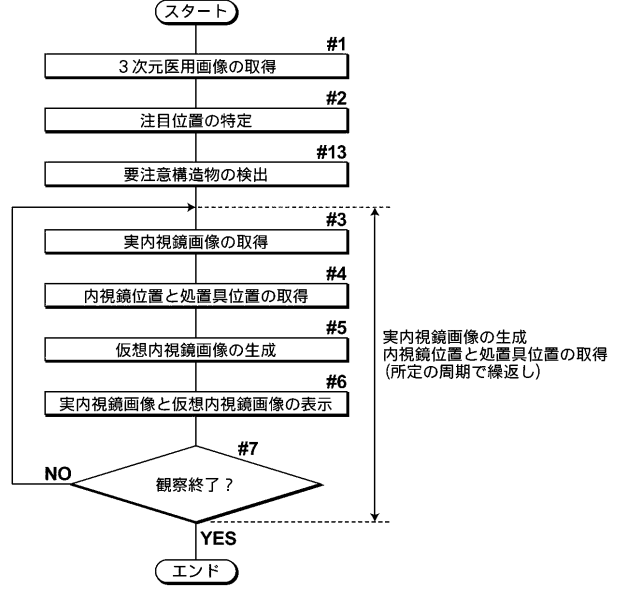 スタート
#1
3次元医用画像の取得
#2
注目位置の特定
#13
要注意構造物の検出
#3
実内視鏡画像の取得
#4
内視鏡位置と処置具位置の取得
#5
仮想内視鏡画像の生成
#6
実内視鏡画像と仮想内視鏡画像の表示
実内視鏡画像の生成
内視鏡位置と処置具位置の取得
(所定の周期で繰返し)
#7
NO
観察終了?
YES
エンド